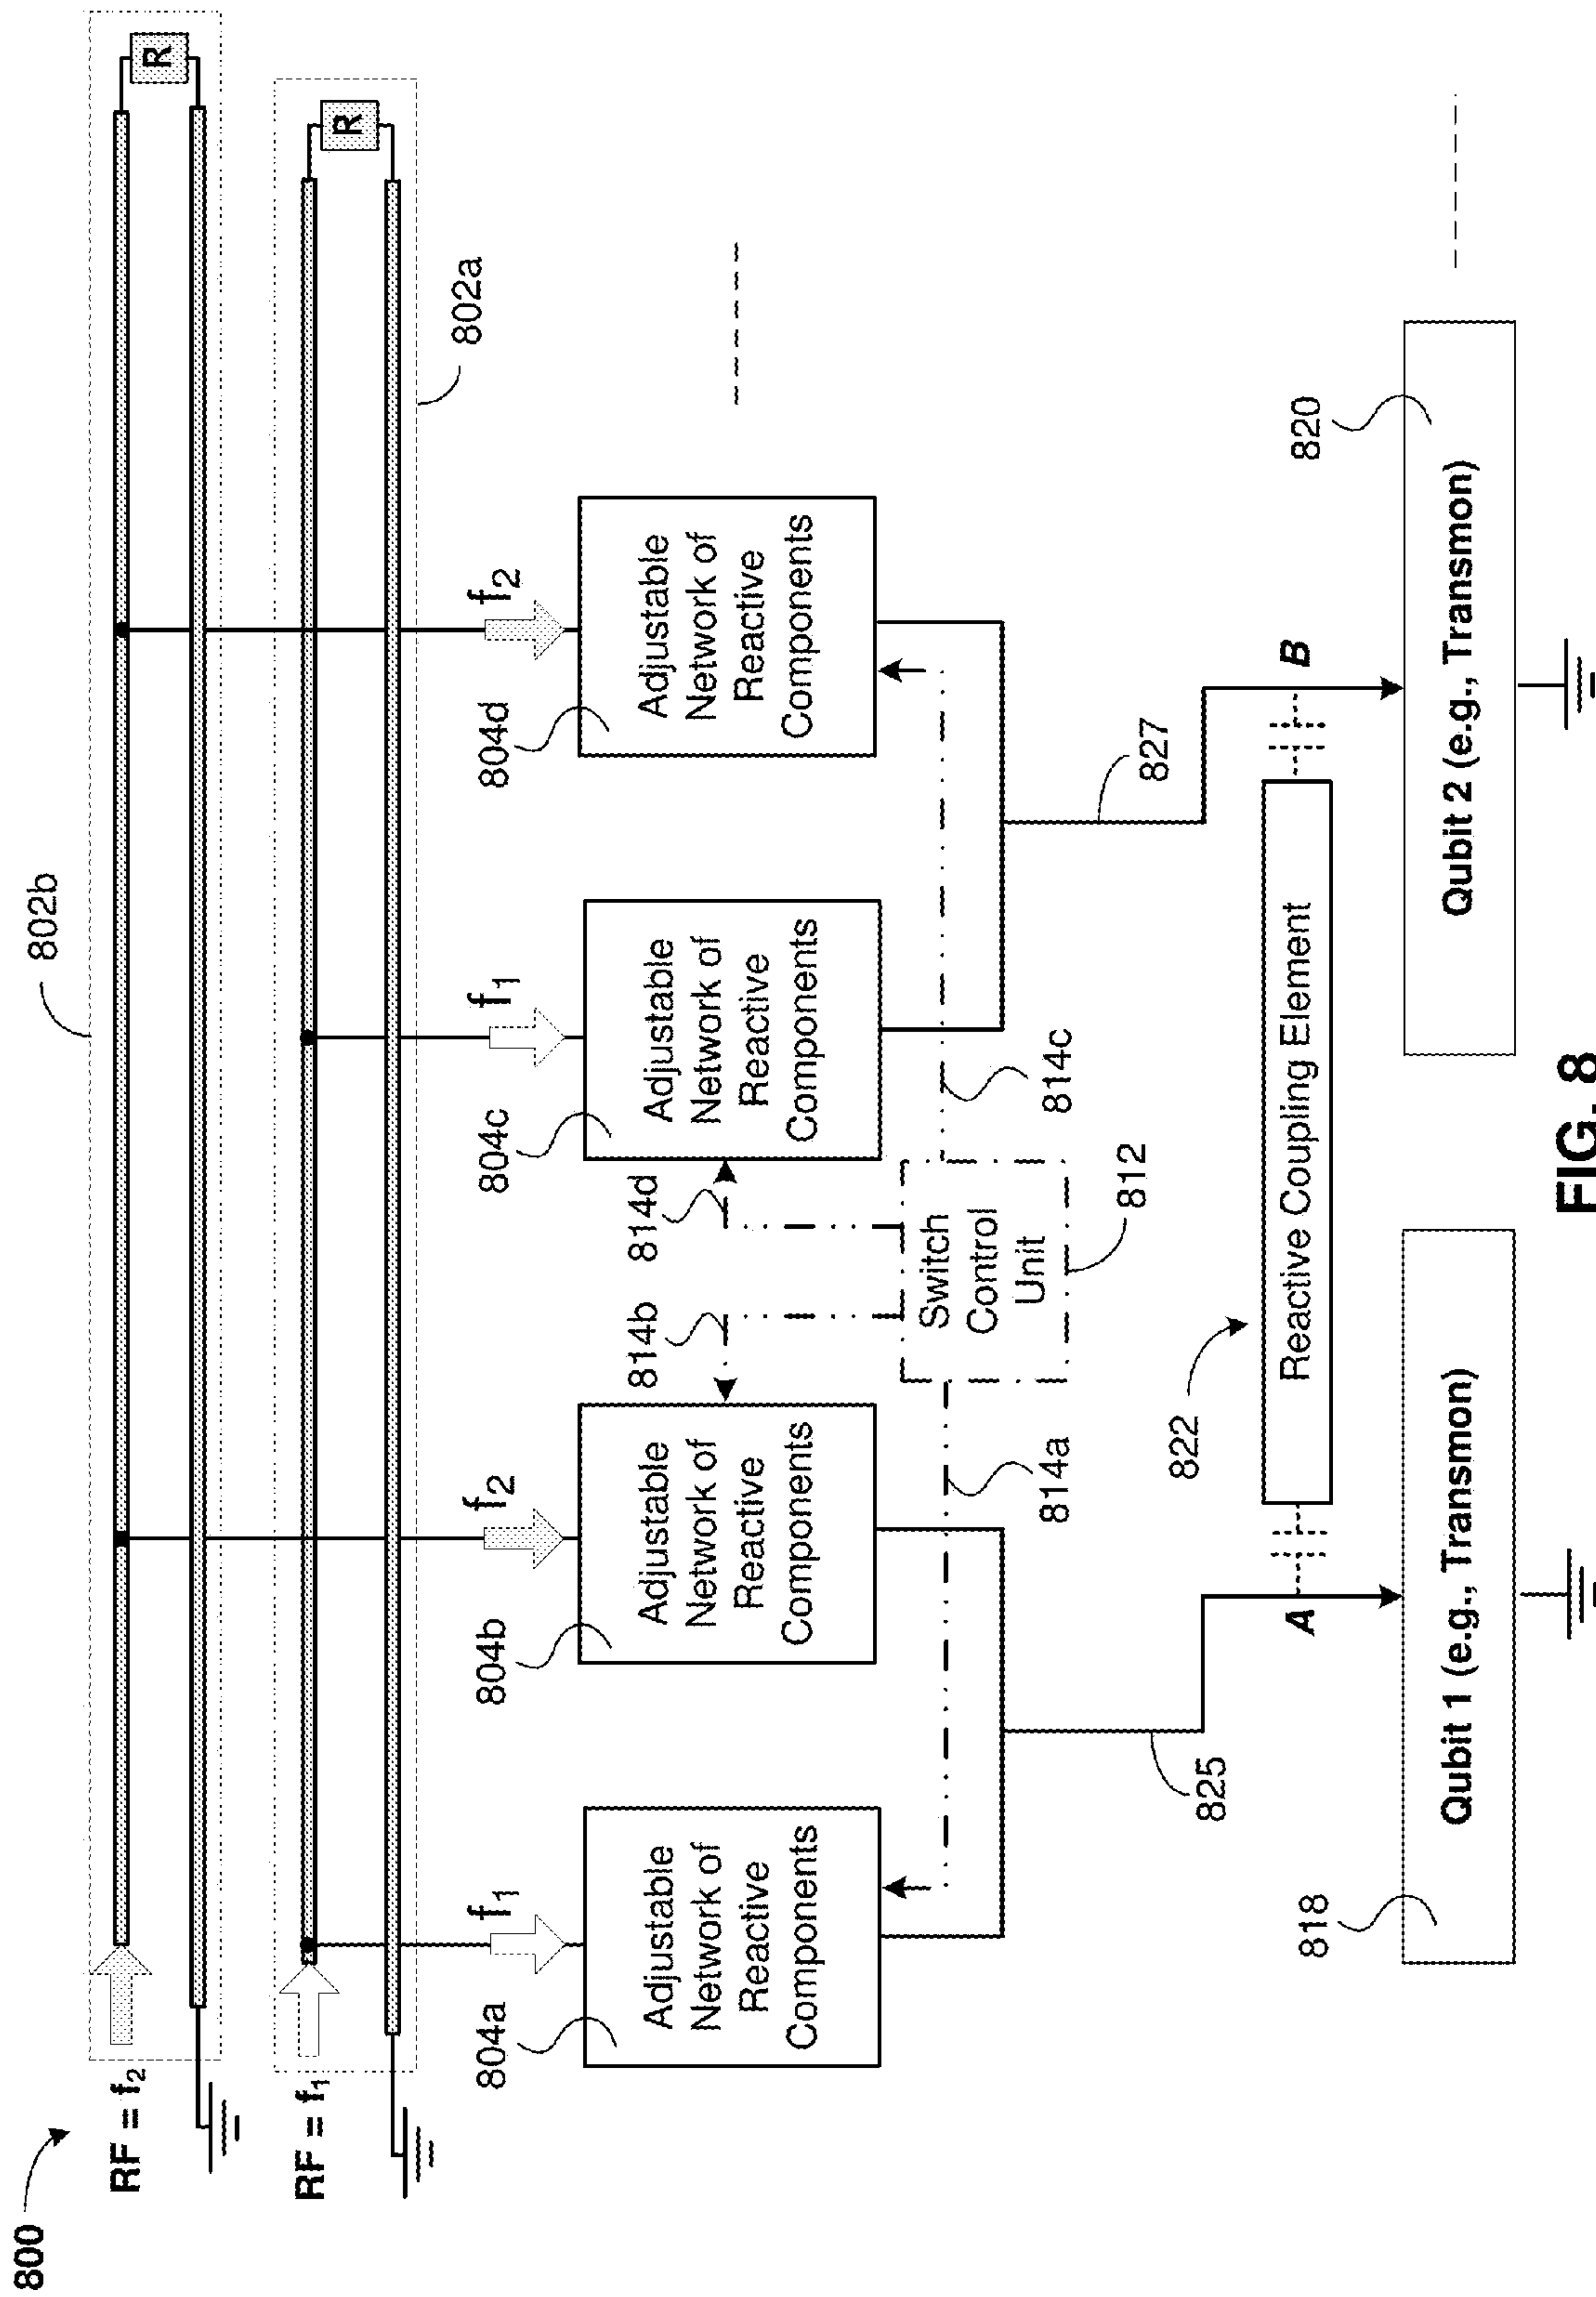 800
802b
RF = f2
R
RF = f1
R
802a
f1
f2
f1
f2
804a
Adjustable
Network of
Reactive
Components
804b
Adjustable
Network of
Reactive
Components
804c
Adjustable
Network of
Reactive
Components
804d
Adjustable
Network of
Reactive
Components
814b
814d
Switch
Control
Unit
814a
814c
812
825
827
822
A
Reactive Coupling Element
B
818
Qubit 1 (e.g., Transmon)
820
Qubit 2 (e.g., Transmon)
FIG. 8